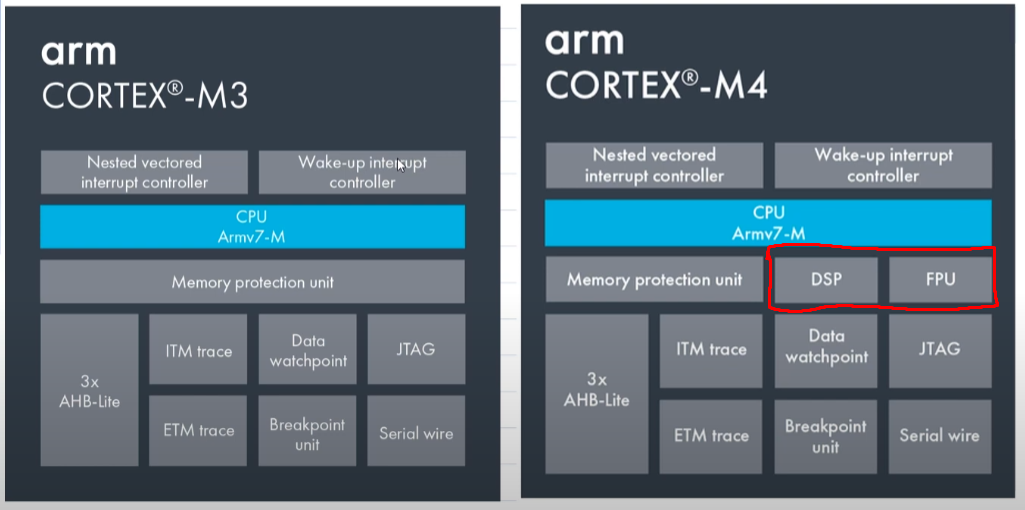 arm
CORTEX®-M3
Nested vectored
interrupt controller
Wake-up interrupt
controller
CPU
Armv7-M
Memory protection unit
3x
AHB-Lite
ITM trace
Data
watchpoint
JTAG
ETM trace
Breakpoint
unit
Serial wire
arm
CORTEX®-M4
Nested vectored
interrupt controller
Wake-up interrupt
controller
CPU
Armv7-M
Memory protection unit
DSP
FPU
3x
AHB-Lite
ITM trace
Data
watchpoint
JTAG
ETM trace
Breakpoint
unit
Serial wire